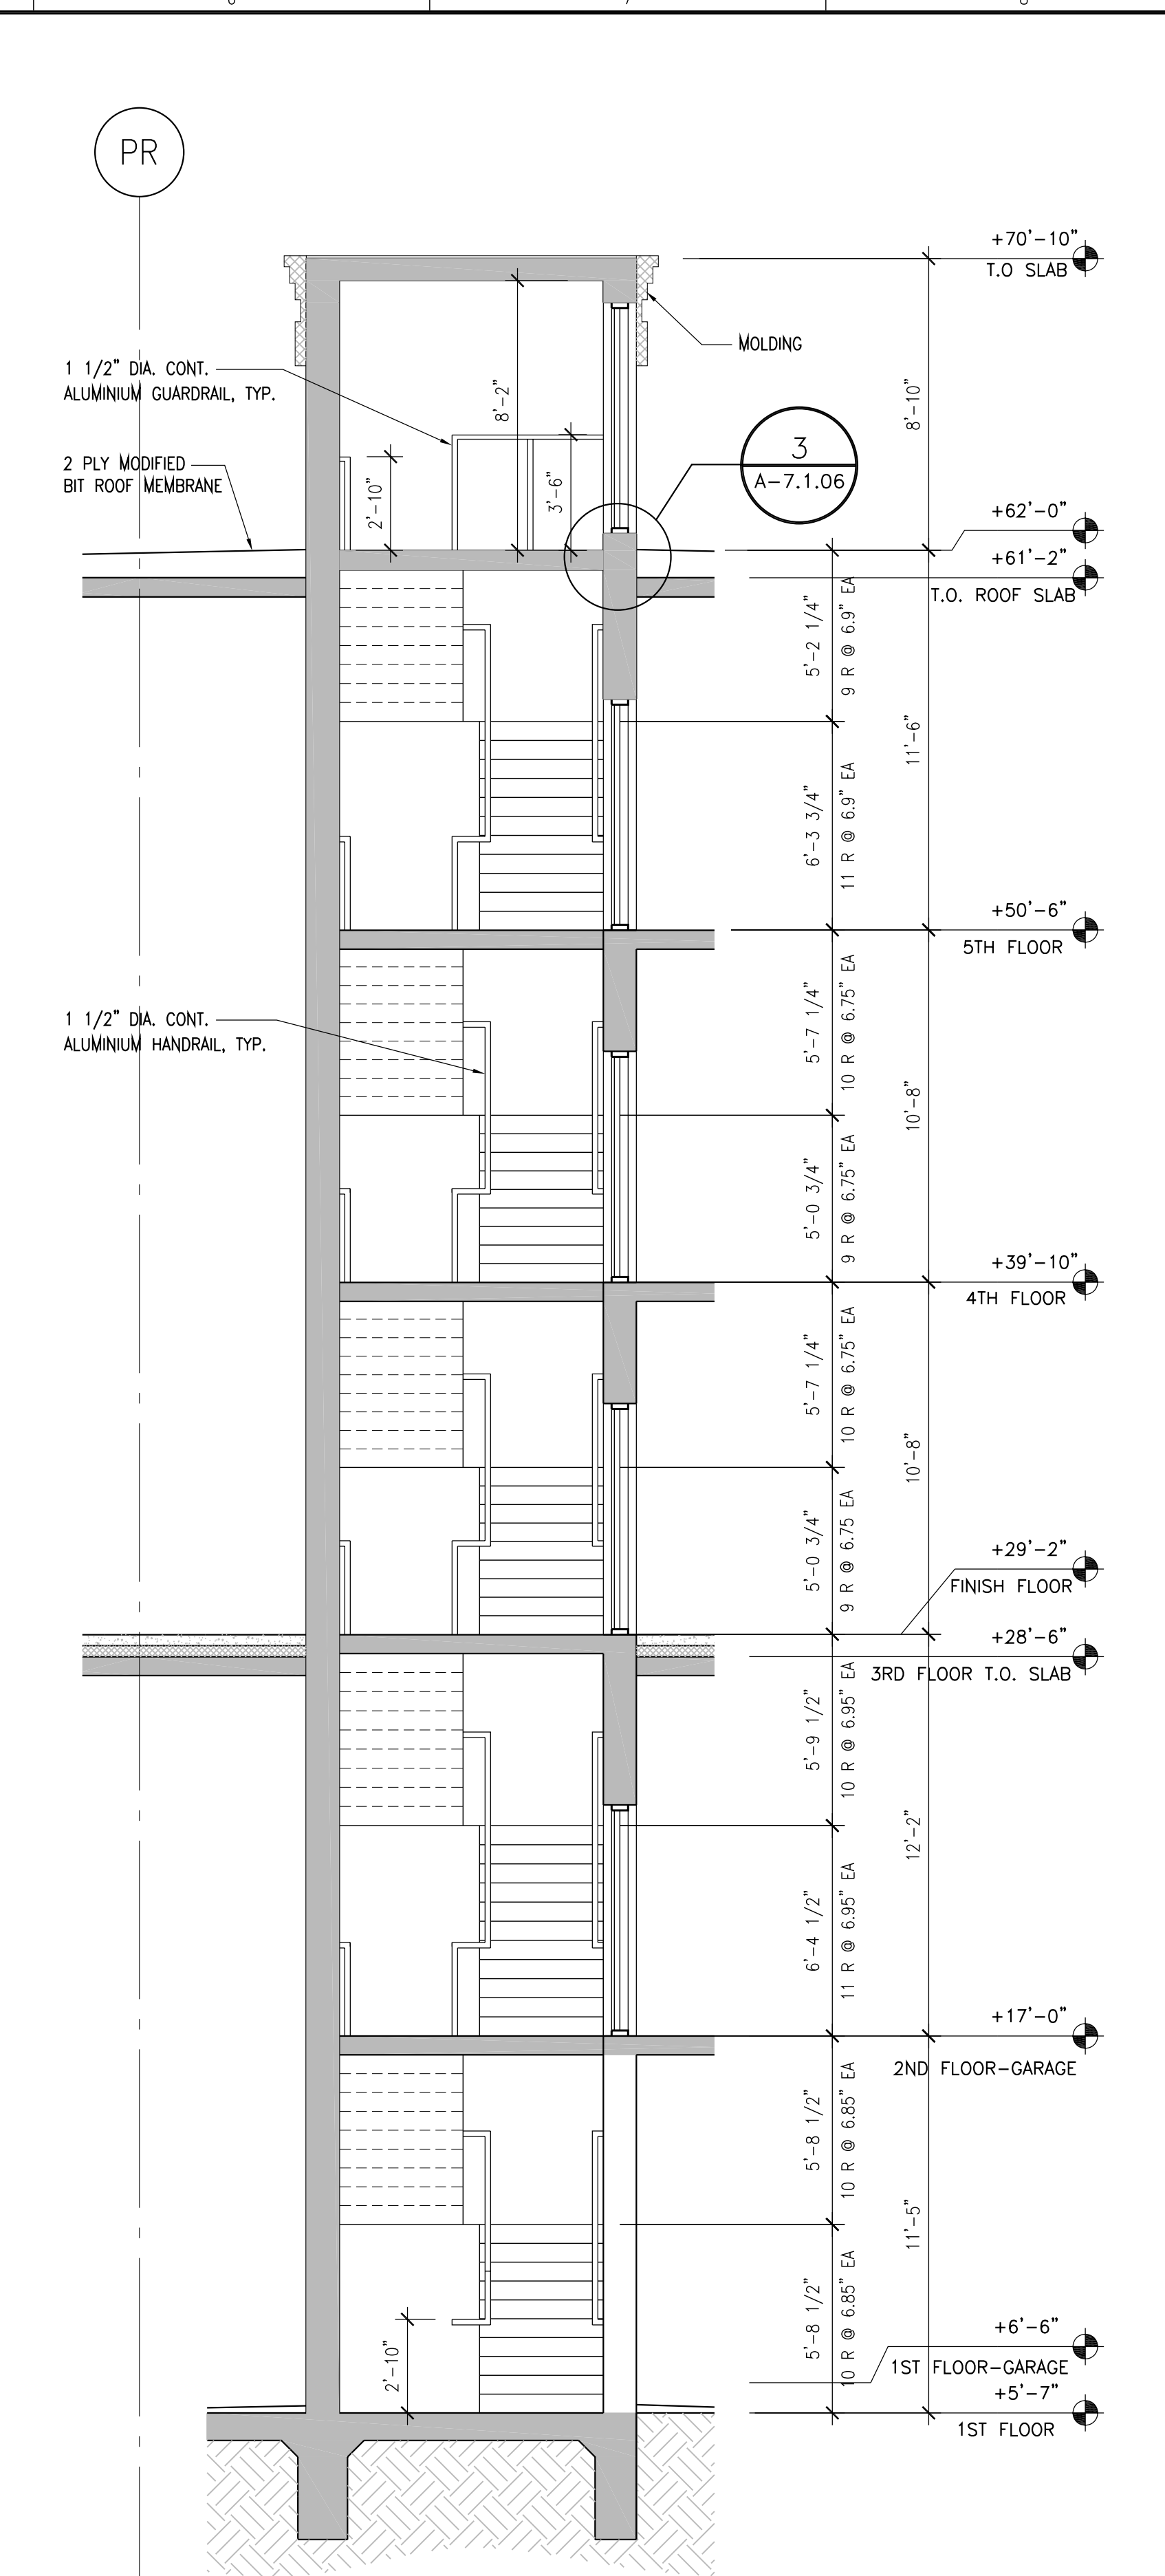 PR
+70'-10"
T.O SLAB
MOLDING
1 1/2" DIA. CONT.
ALUMINIUM GUARDRAIL, TYP.
8'-2"
8'-10"
3
A-7.1.06
2 PLY MODIFIED
BIT ROOF MEMBRANE
2'-10"
3'-6"
+62'-0"
+61'-2"
T.O. ROOF SLAB
5'-2 1/4"
9 R @ 6.9" EA
11'-6"
6'-3 3/4"
11 R @ 6.9" EA
+50'-6"
5TH FLOOR
1 1/2" DIA. CONT.
ALUMINIUM HANDRAIL, TYP.
5'-7 1/4"
10 R @ 6.75" EA
10'-8"
5'-0 3/4"
9 R @ 6.75" EA
+39'-10"
4TH FLOOR
5'-7 1/4"
10 R @ 6.75" EA
10'-8"
5'-0 3/4"
9 R @ 6.75 EA
+29'-2"
FINISH FLOOR
+28'-6"
3RD FLOOR T.O. SLAB
5'-9 1/2"
10 R @ 6.95" EA
12'-2"
6'-4 1/2"
11 R @ 6.95" EA
+17'-0"
2ND FLOOR-GARAGE
5'-8 1/2"
10 R @ 6.85" EA
11'-5"
5'-8 1/2"
10 R @ 6.85" EA
2'-10"
+6'-6"
1ST FLOOR-GARAGE
+5'-7"
1ST FLOOR